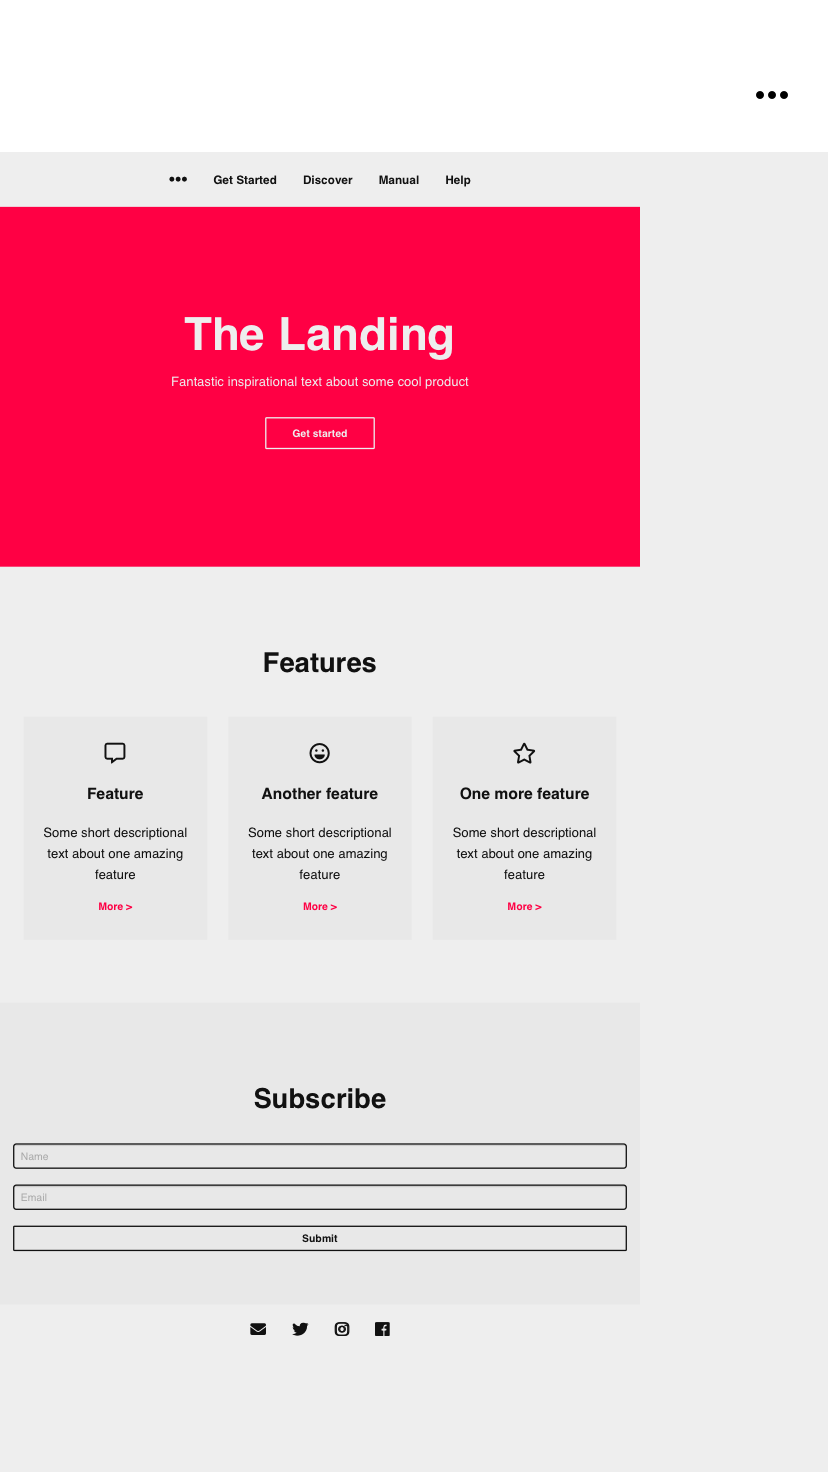 Get Started Discover Manual Help
The Landing
Fantastic inspirational text about some cool product
Get started
Features
Feature
Some short descriptional
text about one amazing
feature
More >
Another feature
Some short descriptional
text about one amazing
feature
More >
One more feature
Some short descriptional
text about one amazing
feature
More >
Subscribe
Name
Email
Submit